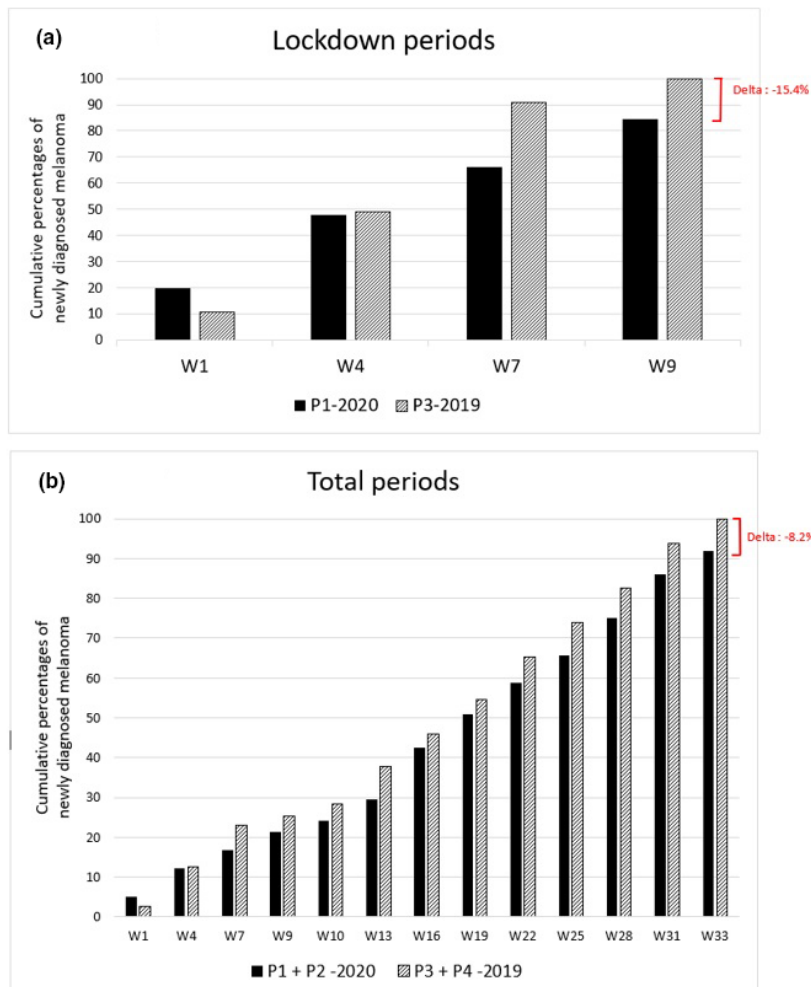 (a)
Lockdown periods
Cumulative percentages of
newly diagnosed melanoma
100
90
80
70
60
50
40
30
20
10
0
Delta : -15.4%
W1 W4 W7 W9
P1-2020 P3-2019
(b)
Total periods
Cumulative percentages of
newly diagnosed melanoma
100
90
80
70
60
50
40
30
20
10
0
Delta : -8.2%
W1 W4 W7 W9 W10 W13 W16 W19 W22 W25 W28 W31 W33
P1 + P2 -2020 P3 + P4 -2019